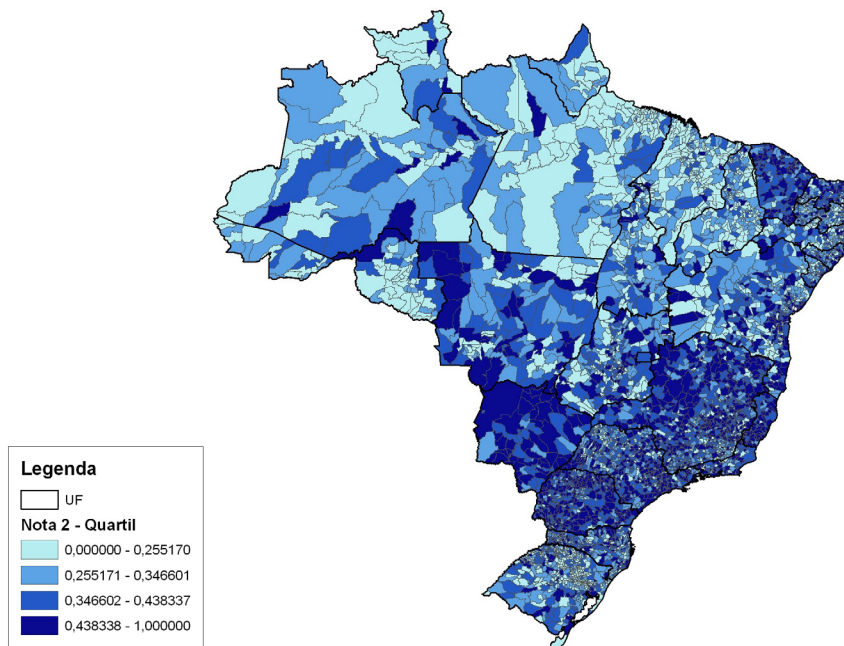 Legenda
UF
Nota 2 - Quartil
0,000000 - 0,255170
0,255171 - 0,346601
0,346602 - 0,438337
0,438338 - 1,000000